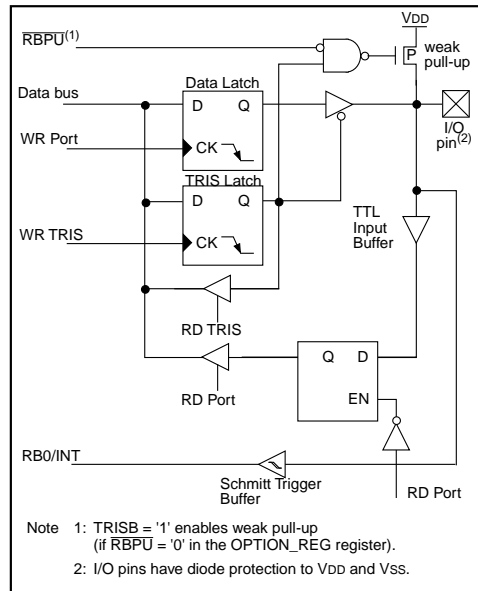 VDD
RBPU(1)
P
weak
pull-up
Data Latch
Data bus
D Q
WR Port
CK
I/O
pin(2)
TRIS Latch
D Q
TTL
Input
Buffer
WR TRIS
CK
RD TRIS
Q D
EN
RD Port
RB0/INT
Schmitt Trigger
Buffer
RD Port
Note 1: TRISB = '1' enables weak pull-up
(if RBPU = '0' in the OPTION_REG register).
2: I/O pins have diode protection to VDD and VSS.